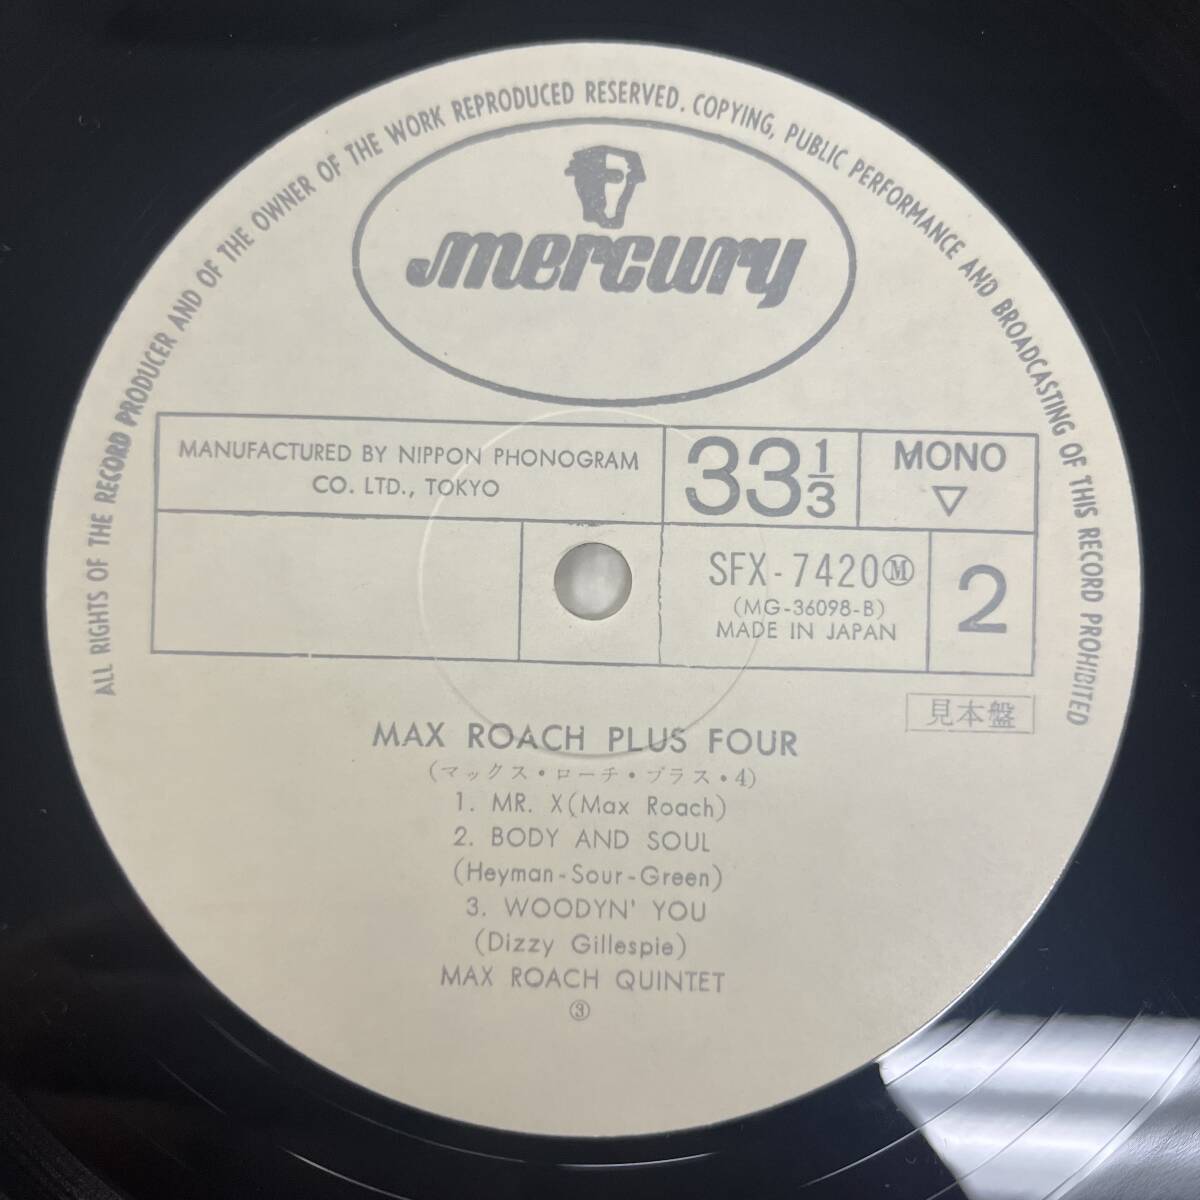 ALL RIGHTS OF THE RECORD PRODUCER AND OF THE OWNER OF THE WORK REPRODUCED RESERVED. COPYING, PUBLIC PERFORMANCE AND BROADCASTING OF THIS RECORD PROHIBITED
mercury
MANUFACTURED BY NIPPON PHONOGRAM
CO. LTD., TOKYO
33 1/3
MONO
▽
SFX-7420Ⓜ
(MG-36098-B)
MADE IN JAPAN
2
見本盤
MAX ROACH PLUS FOUR
(マックス・ローチ・プラス・4)
1. MR. X(Max Roach)
2. BODY AND SOUL
(Heyman-Sour-Green)
3. WOODYN' YOU
(Dizzy Gillespie)
MAX ROACH QUINTET
③